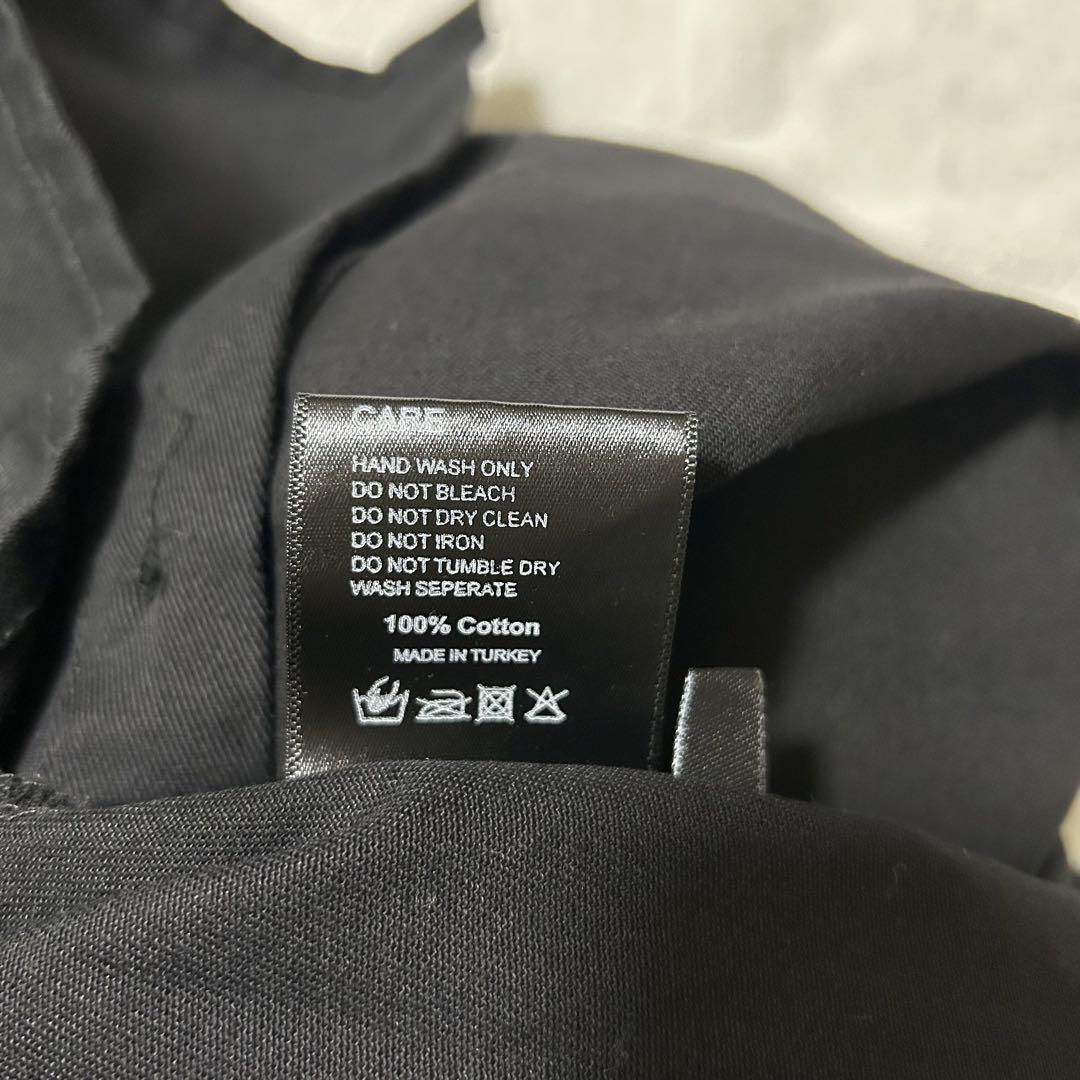 CARE
HAND WASH ONLY
DO NOT BLEACH
DO NOT DRY CLEAN
DO NOT IRON
DO NOT TUMBLE DRY
WASH SEPERATE
100% Cotton
MADE IN TURKEY